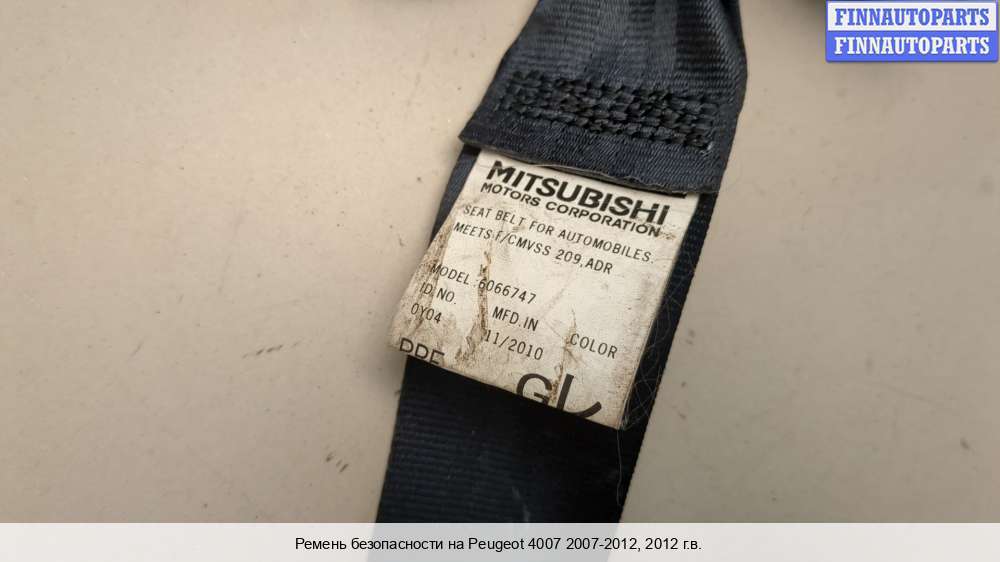 FINNAUTOPARTS
FINNAUTOPARTS
MITSUBISHI
MOTORS CORPORATION
SEAT BELT FOR AUTOMOBILES.
MEETS F/CMVSS 209, ADR
MODEL :6066747
ID.NO. MFD.IN COLOR
0Y04 11/2010
Ремень безопасности на Peugeot 4007 2007-2012, 2012 г.в.